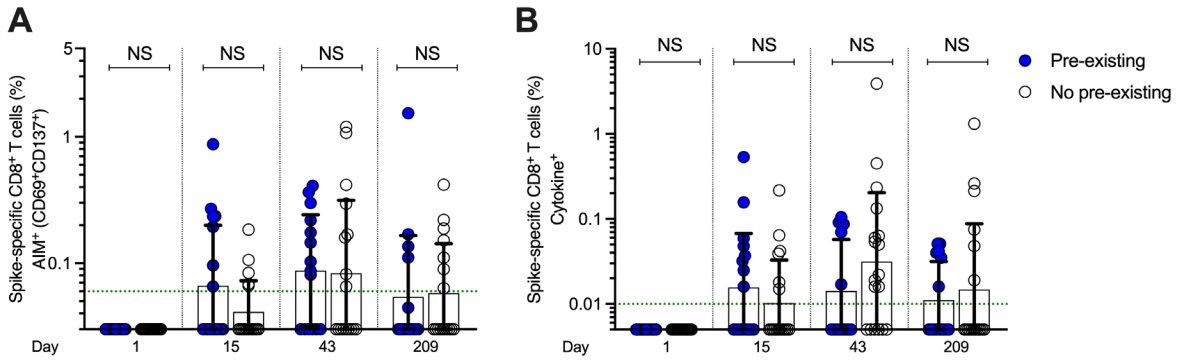 A
B
Spike-specific CD8⁺ T cells (%)
AIM⁺ (CD69⁺CD137⁺)
5
1
0.1
NS
NS
NS
NS
Day
1
15
43
209
Spike-specific CD8⁺ T cells (%)
Cytokine⁺
10
1
0.1
0.01
NS
NS
NS
NS
Day
1
15
43
209
Pre-existing
No pre-existing